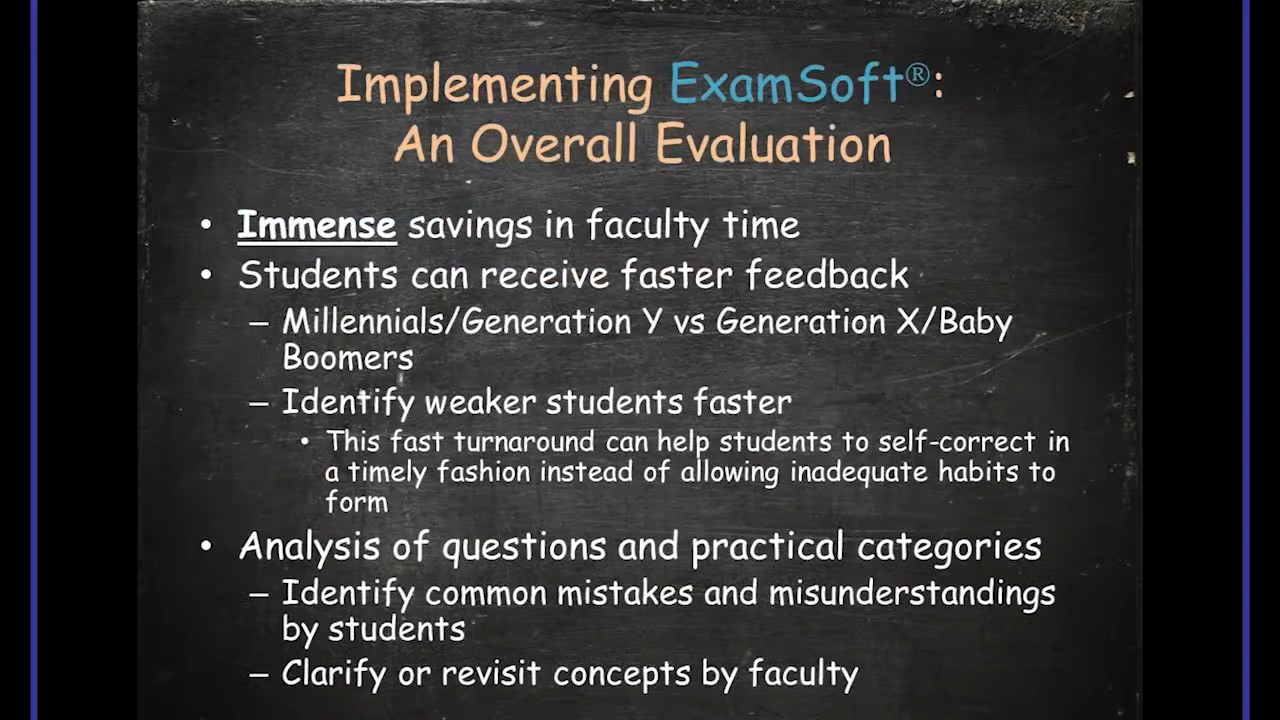 Implementing ExamSoft®:
An Overall Evaluation
• Immense savings in faculty time
• Students can receive faster feedback
– Millennials/Generation Y vs Generation X/Baby
Boomers
– Identify weaker students faster
• This fast turnaround can help students to self-correct in
a timely fashion instead of allowing inadequate habits to
form
• Analysis of questions and practical categories
– Identify common mistakes and misunderstandings
by students
– Clarify or revisit concepts by faculty